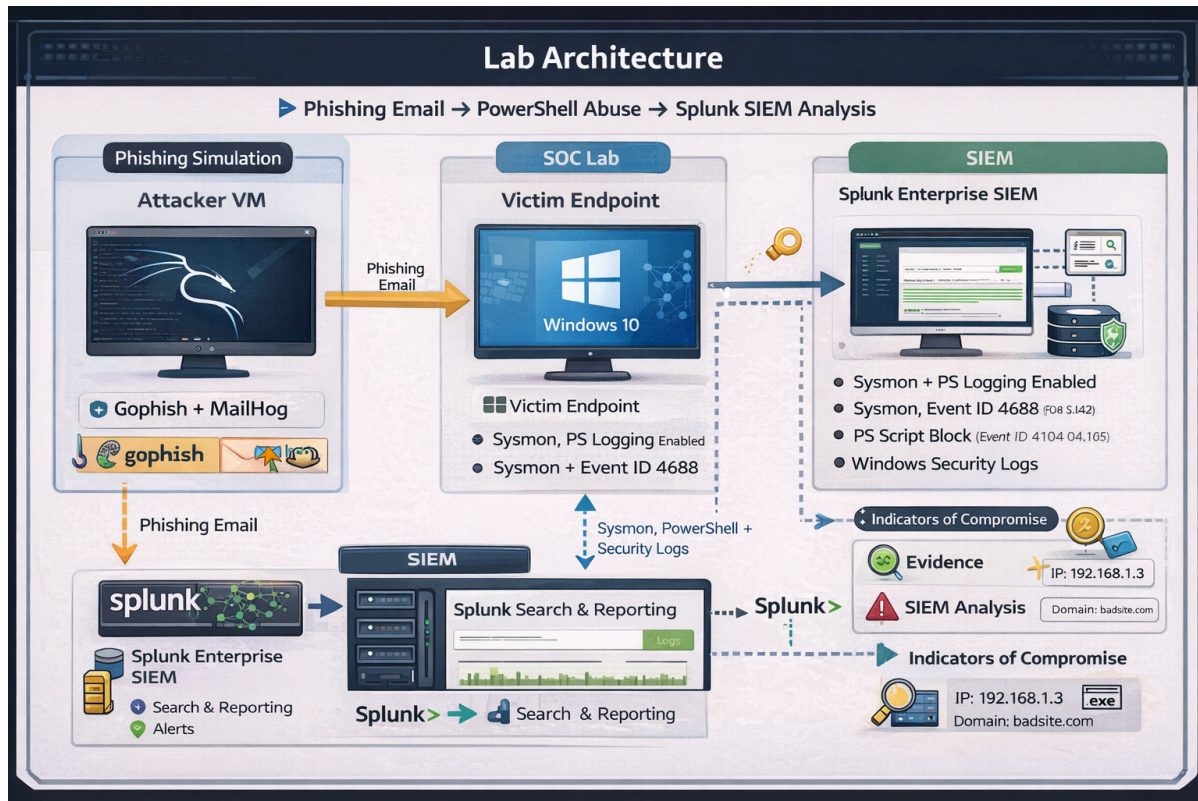 Lab Architecture
Phishing Email → PowerShell Abuse → Splunk SIEM Analysis
Phishing Simulation
Attacker VM
Gophish + MailHog
gophish
Phishing
Email
SOC Lab
Victim Endpoint
Windows 10
Victim Endpoint
Sysmon, PS Logging Enabled
Sysmon + Event ID 4688
SIEM
Splunk Enterprise SIEM
Sysmon + PS Logging Enabled
Sysmon, Event ID 4688 (FO8 S.I42)
PS Script Block (Event ID 4104 04.165)
Windows Security Logs
Phishing Email
Sysmon, PowerShell +
Security Logs
splunk
Splunk Enterprise
SIEM
Search & Reporting
Alerts
SIEM
Splunk Search & Reporting
Logs
Splunk> → Search & Reporting
Splunk>
Indicators of Compromise
Evidence
IP: 192.168.1.3
SIEM Analysis
Domain: badsite.com
Indicators of Compromise
IP: 192.168.1.3
.exe
Domain: badsite.com